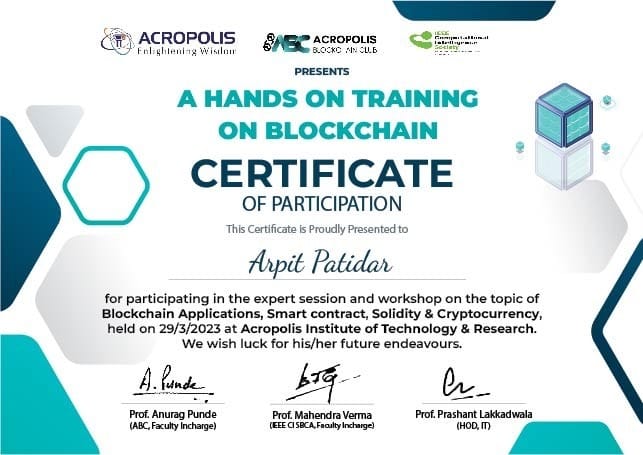 ACROPOLIS
Enlightening Wisdom
ABC ACROPOLIS
BLOCKCHAIN CLUB
IEEE
Computational
Intelligence
Society
PRESENTS
A HANDS ON TRAINING
ON BLOCKCHAIN
CERTIFICATE
OF PARTICIPATION
This Certificate is Proudly Presented to
Arpit Patidar
for participating in the expert session and workshop on the topic of
Blockchain Applications, Smart contract, Solidity & Cryptocurrency,
held on 29/3/2023 at Acropolis Institute of Technology & Research.
We wish luck for his/her future endeavours.
A. Punde
Prof. Anurag Punde
(ABC, Faculty Incharge)
Prof. Mahendra Verma
(IEEE CI SBCA, Faculty Incharge)
Prof. Prashant Lakkadwala
(HOD, IT)